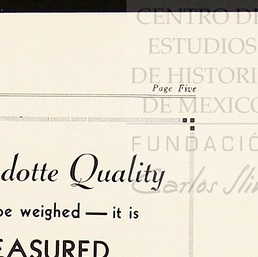 CENTRO DE
ESTUDIOS
DE HISTORI
DE MEXICO
FUNDACIÓ
Carlos Sli
Page Five
dotte Quality
be weighed — it is
EASURED